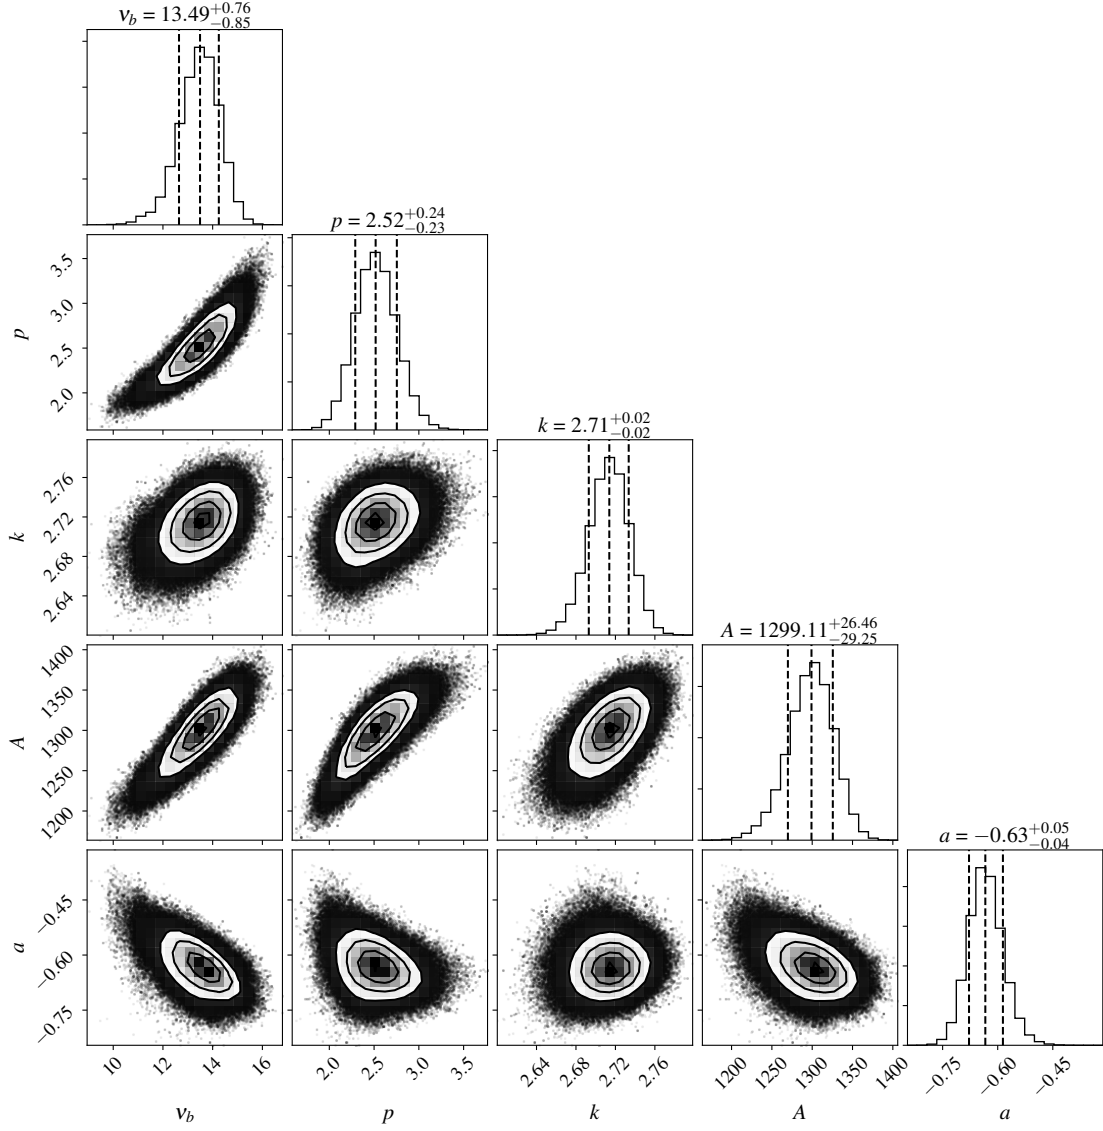 ν_b = 13.49^{+0.76}_{−0.85}
p = 2.52^{+0.24}_{−0.23}
3.5
3.0
2.5
2.0
p
k = 2.71^{+0.02}_{−0.02}
2.76
2.72
2.68
2.64
k
A = 1299.11^{+26.46}_{−29.25}
1400
1350
1300
1250
1200
A
a = −0.63^{+0.05}_{−0.04}
−0.45
−0.60
−0.75
a
10 12 14 16 2.0 2.5 3.0 3.5 2.64 2.68 2.72 2.76 1200 1250 1300 1350 1400 −0.75 −0.60 −0.45
ν_b p k A a